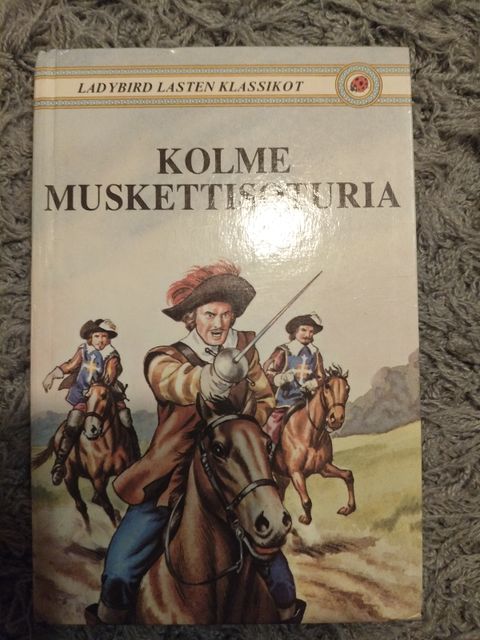 LADYBIRD LASTEN KLASSIKOT
KOLME
MUSKETTISOTURIA